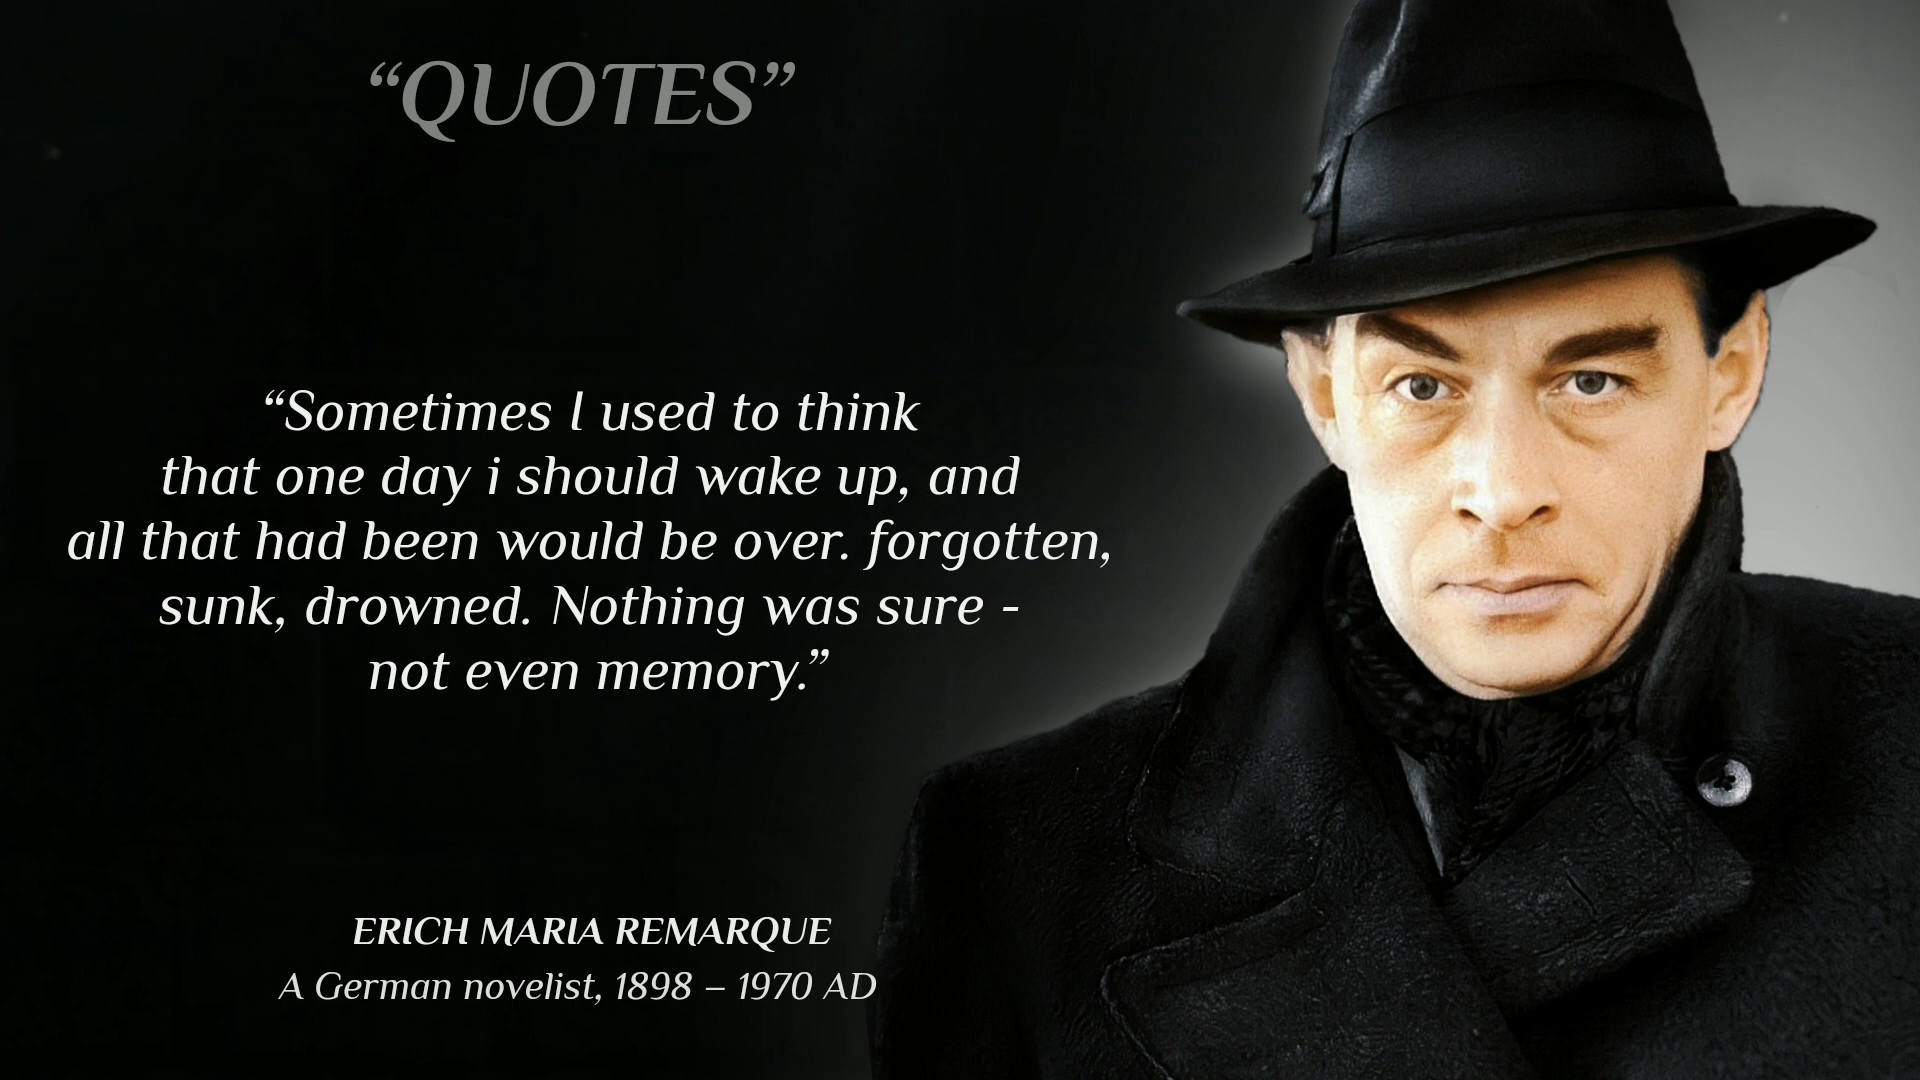 “QUOTES”
“Sometimes I used to think
that one day i should wake up, and
all that had been would be over. forgotten,
sunk, drowned. Nothing was sure -
not even memory.”
ERICH MARIA REMARQUE
A German novelist, 1898 – 1970 AD